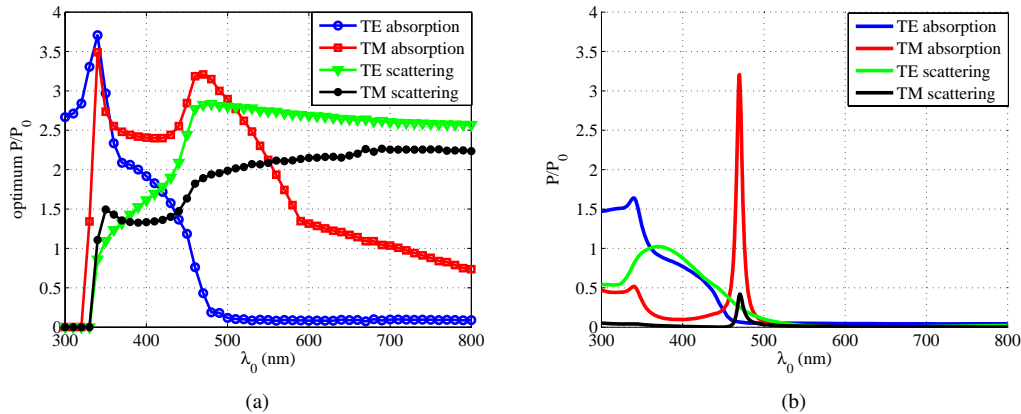 4
3.5
3
2.5
2
1.5
1
0.5
0
optimum P/P0
300 400 500 600 700 800
λ0 (nm)
TE absorption
TM absorption
TE scattering
TM scattering
(a)
4
3.5
3
2.5
2
1.5
1
0.5
0
P/P0
300 400 500 600 700 800
λ0 (nm)
TE absorption
TM absorption
TE scattering
TM scattering
(b)